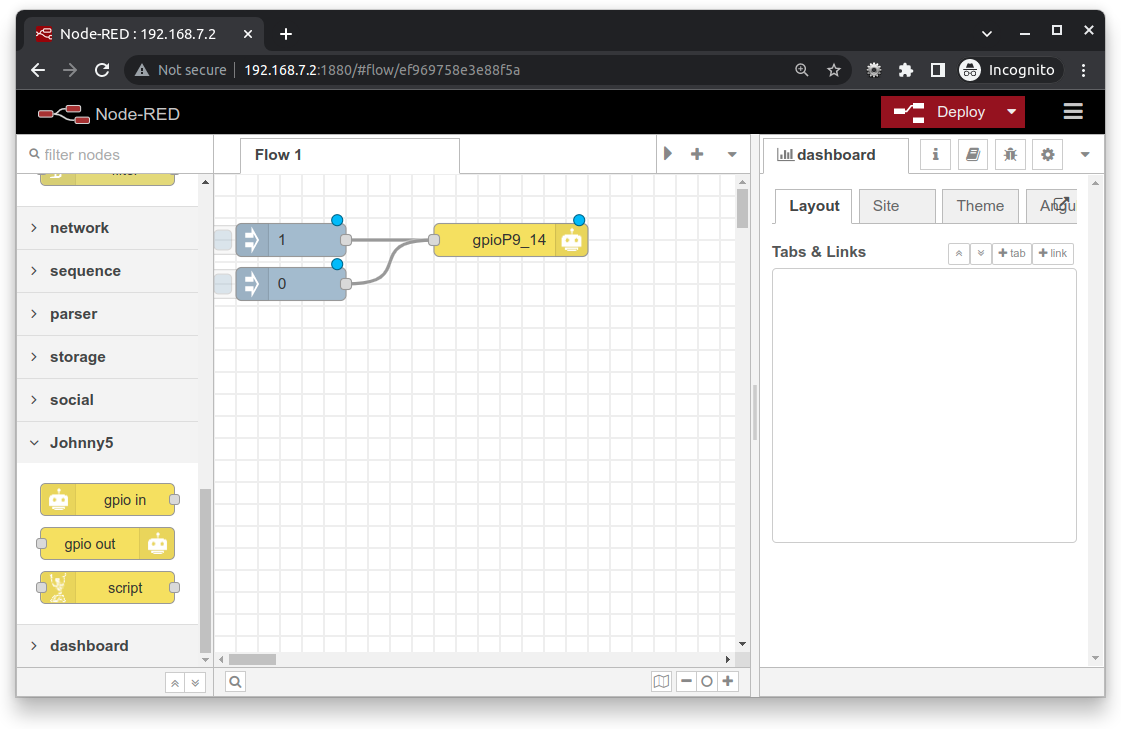 Node-RED : 192.168.7.2
Not secure
192.168.7.2:1880/#flow/ef969758e3e88f5a
Incognito
Node-RED
Deploy
filter nodes
Flow 1
dashboard
i
filter
network
sequence
parser
storage
social
Johnny5
gpio in
gpio out
script
dashboard
1
0
gpioP9_14
Layout
Site
Theme
Angu
Tabs & Links
tab
link